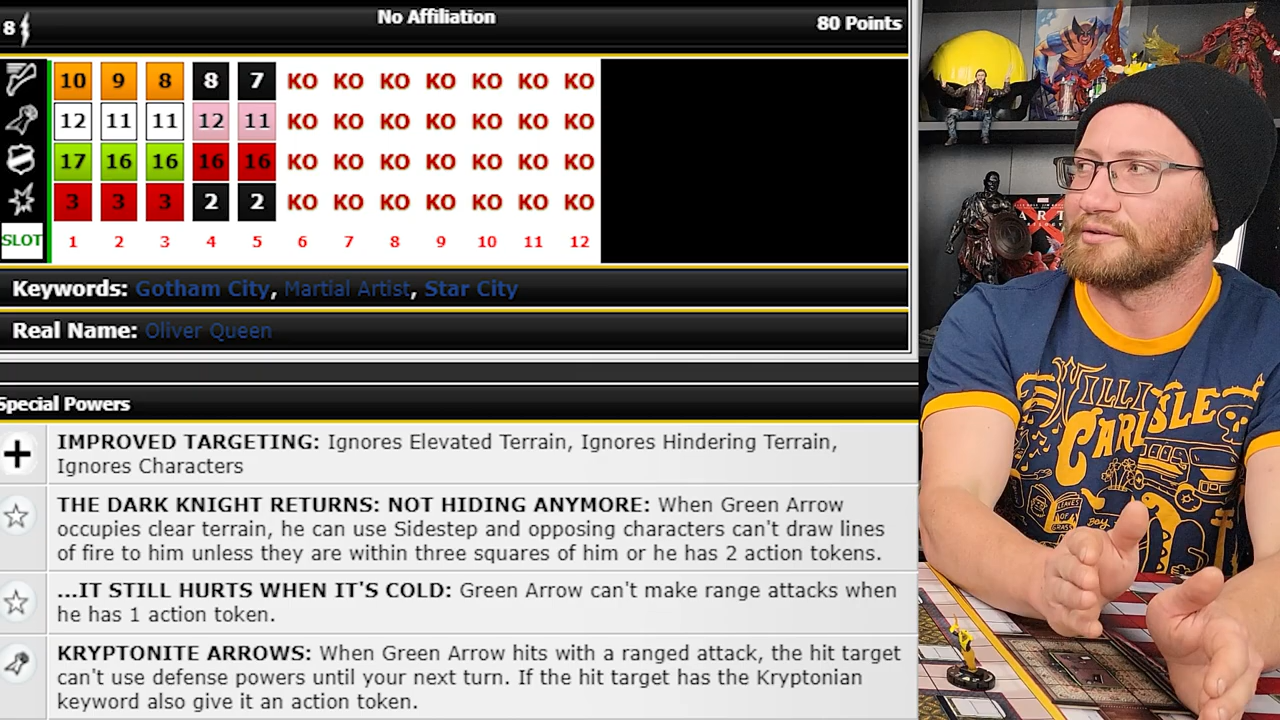 No Affiliation
8 80 Points
10 9 8 8 7 KO KO KO KO KO KO KO
12 11 11 12 11 KO KO KO KO KO KO KO
17 16 16 16 16 KO KO KO KO KO KO KO
3 3 3 2 2 KO KO KO KO KO KO KO
SLOT 1 2 3 4 5 6 7 8 9 10 11 12
Keywords: Gotham City, Martial Artist, Star City
Real Name: Oliver Queen
Special Powers
IMPROVED TARGETING: Ignores Elevated Terrain, Ignores Hindering Terrain,
Ignores Characters
THE DARK KNIGHT RETURNS: NOT HIDING ANYMORE: When Green Arrow
occupies clear terrain, he can use Sidestep and opposing characters can't draw lines
of fire to him unless they are within three squares of him or he has 2 action tokens.
...IT STILL HURTS WHEN IT'S COLD: Green Arrow can't make range attacks when
he has 1 action token.
KRYPTONITE ARROWS: When Green Arrow hits with a ranged attack, the hit target
can't use defense powers until your next turn. If the hit target has the Kryptonian
keyword also give it an action token.
WILLI
CARLISLE